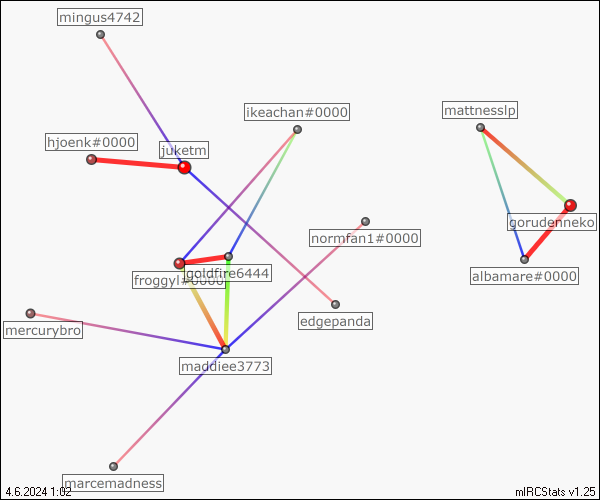 mingus4742
ikeachan#0000
mattnesslp
hjoenk#0000
juketm
gorudenneko
normfan1#0000
goldfire6444
froggyl#0000
albamare#0000
edgepanda
mercurybro
maddiee3773
marcemadness
4.6.2024 1:02
mIRCStats v1.25